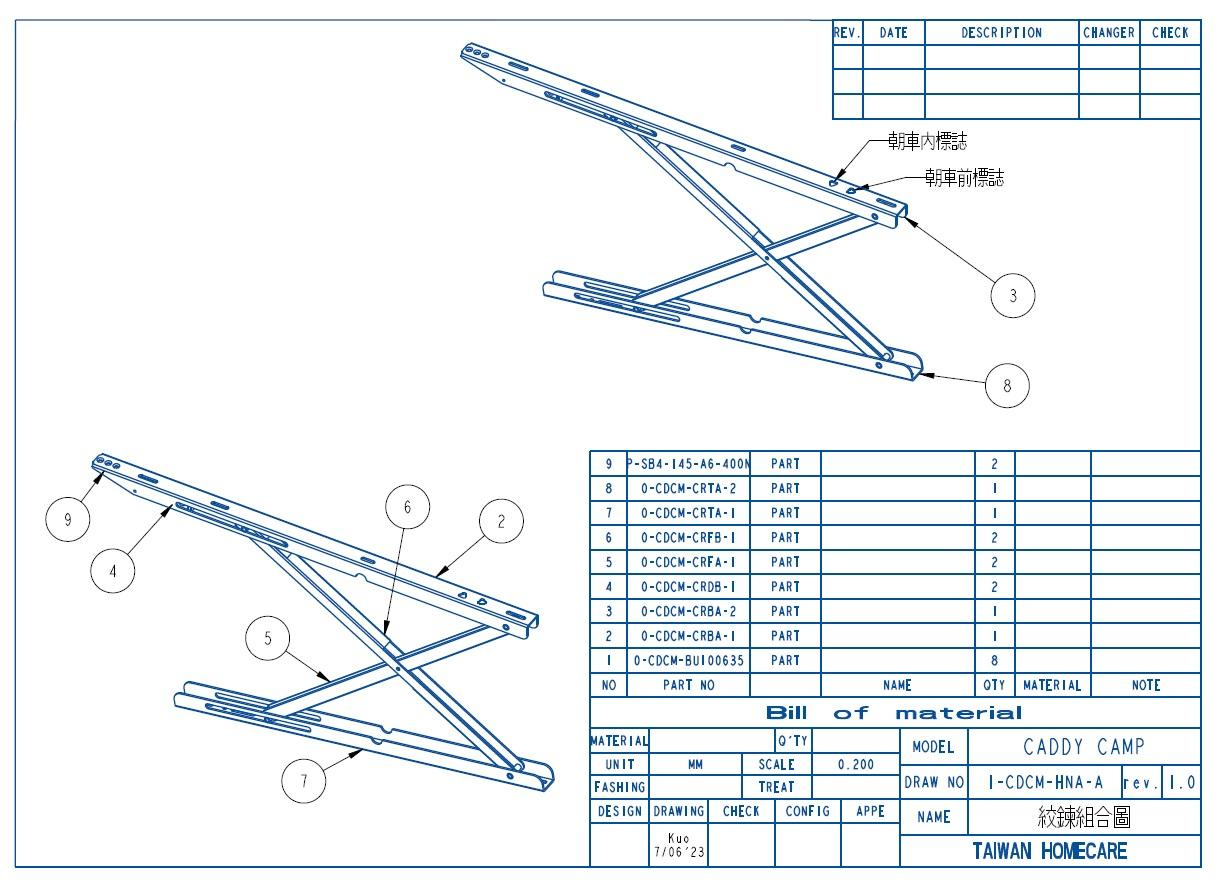 REV. DATE DESCRIPTION CHANGER CHECK
朝車內標誌
朝車前標誌
3
8
9
4
6
2
5
7
9 P-SB4-145-A6-400N PART 2
8 0-CDCM-CRTA-2 PART 1
7 0-CDCM-CRTA-1 PART 1
6 0-CDCM-CRFB-1 PART 2
5 0-CDCM-CRFA-1 PART 2
4 0-CDCM-CRDB-1 PART 2
3 0-CDCM-CRBA-2 PART 1
2 0-CDCM-CRBA-1 PART 1
1 0-CDCM-BU100635 PART 8
NO PART NO NAME QTY MATERIAL NOTE
Bill of material
MATERIAL Q'TY
UNIT MM SCALE 0.200
FASHING TREAT
DESIGN DRAWING CHECK CONFIG APPE
Kuo
7/06'23
MODEL CADDY CAMP
DRAW NO 1-CDCM-HNA-A rev. 1.0
NAME 絞鍊組合圖
TAIWAN HOMECARE